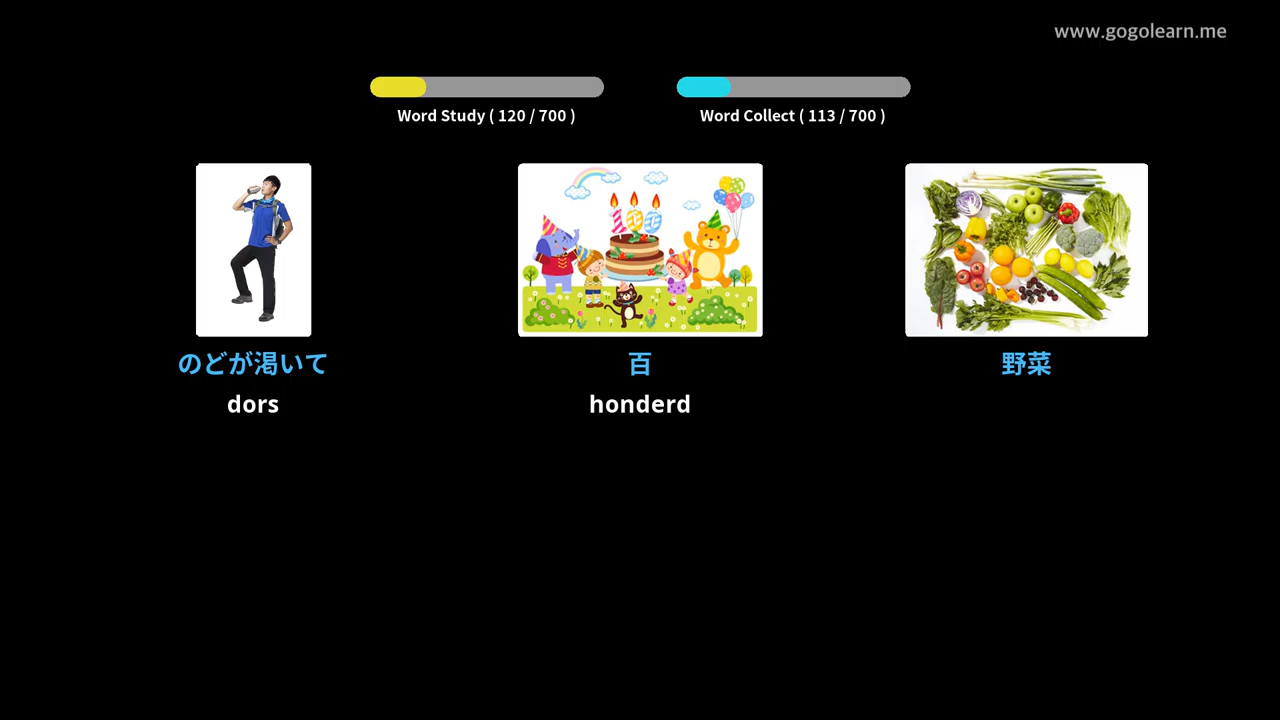 www.gogolearn.me
Word Study ( 120 / 700 )
Word Collect ( 113 / 700 )
のどが渇いて
百
野菜
dors
honderd